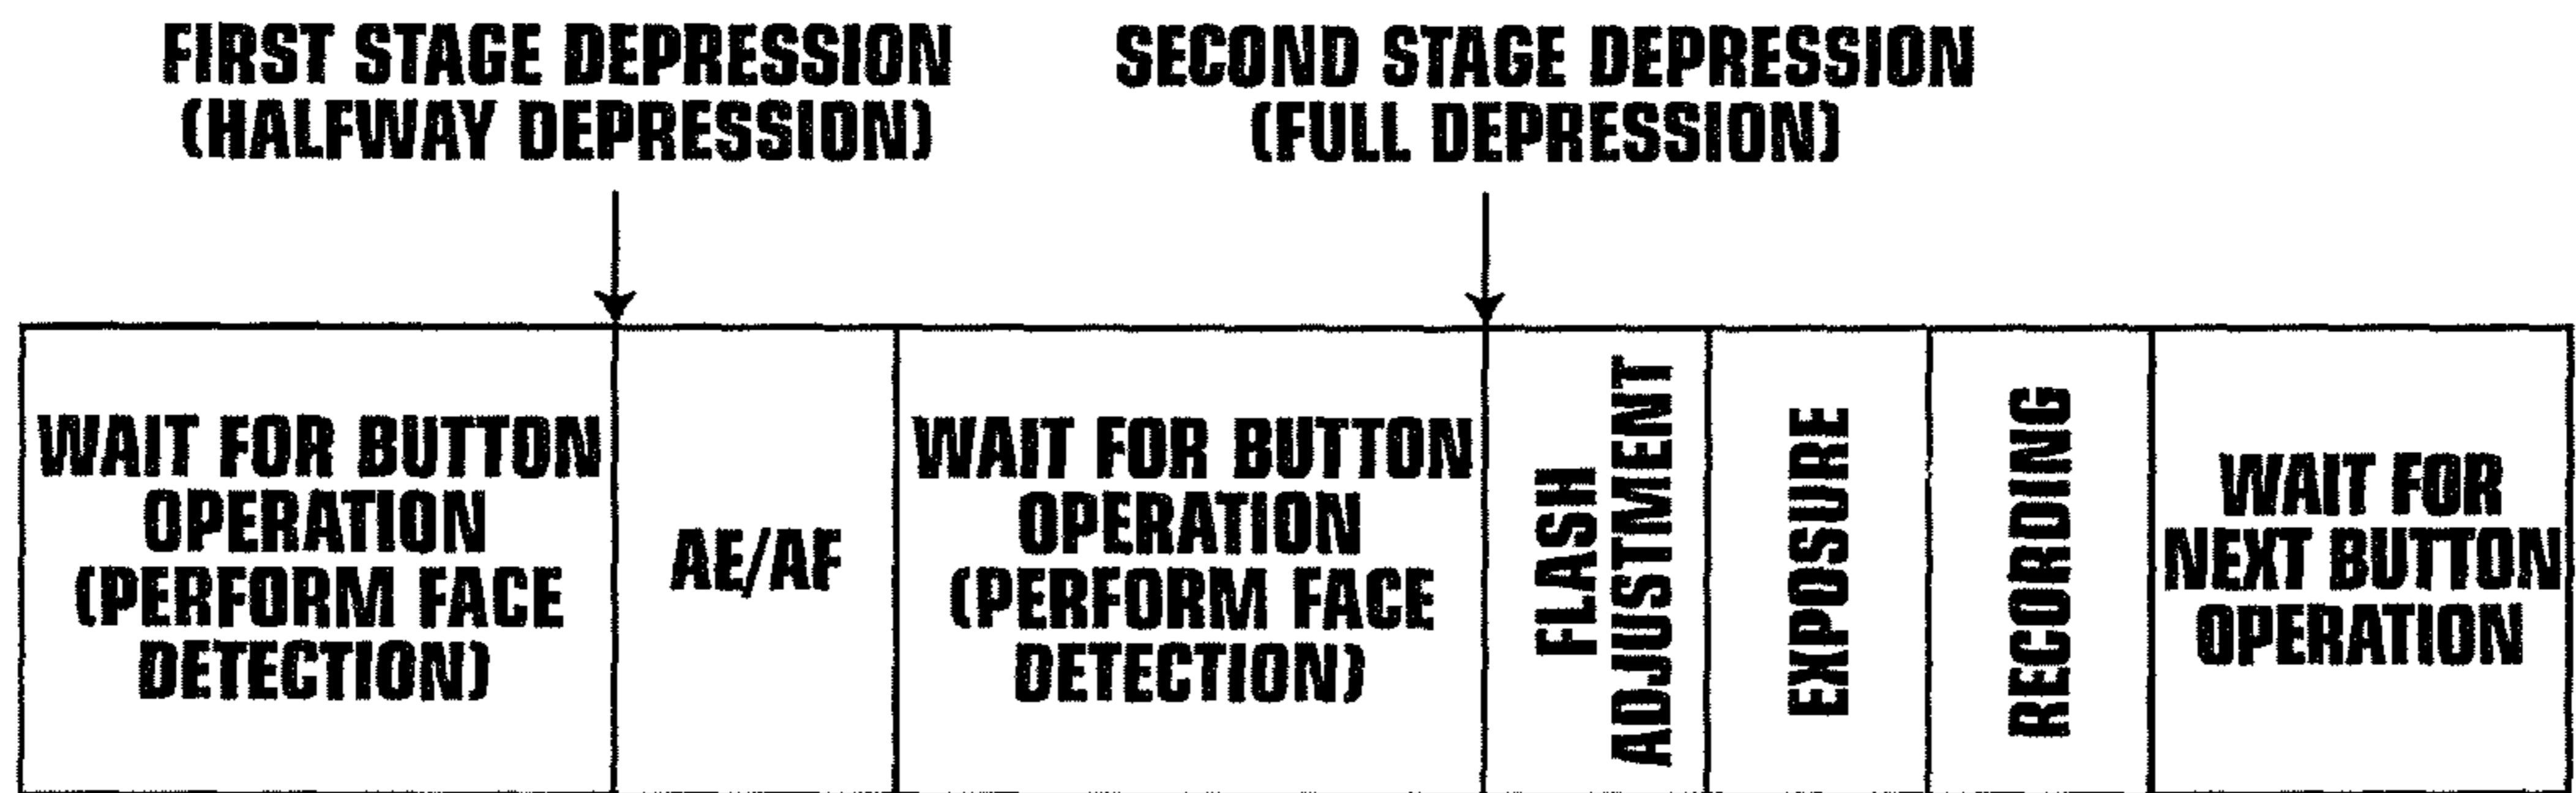 FIRST STAGE DEPRESSION
(HALFWAY DEPRESSION)
SECOND STAGE DEPRESSION
(FULL DEPRESSION)
WAIT FOR BUTTON
OPERATION
(PERFORM FACE
DETECTION)
AE/AF
WAIT FOR BUTTON
OPERATION
(PERFORM FACE
DETECTION)
FLASH
ADJUSTMENT
EXPOSURE
RECORDING
WAIT FOR
NEXT BUTTON
OPERATION